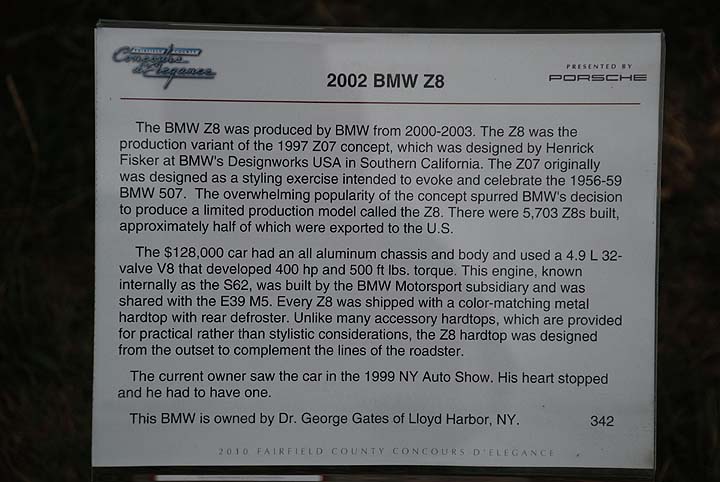 FAIRFIELD COUNTY
Concours
d'Elegance
PRESENTED BY
PORSCHE
2002 BMW Z8
The BMW Z8 was produced by BMW from 2000-2003. The Z8 was the
production variant of the 1997 Z07 concept, which was designed by Henrick
Fisker at BMW's Designworks USA in Southern California. The Z07 originally
was designed as a styling exercise intended to evoke and celebrate the 1956-59
BMW 507. The overwhelming popularity of the concept spurred BMW's decision
to produce a limited production model called the Z8. There were 5,703 Z8s built,
approximately half of which were exported to the U.S.
The $128,000 car had an all aluminum chassis and body and used a 4.9 L 32-
valve V8 that developed 400 hp and 500 ft lbs. torque. This engine, known
internally as the S62, was built by the BMW Motorsport subsidiary and was
shared with the E39 M5. Every Z8 was shipped with a color-matching metal
hardtop with rear defroster. Unlike many accessory hardtops, which are provided
for practical rather than stylistic considerations, the Z8 hardtop was designed
from the outset to complement the lines of the roadster.
The current owner saw the car in the 1999 NY Auto Show. His heart stopped
and he had to have one.
This BMW is owned by Dr. George Gates of Lloyd Harbor, NY. 342
2010 FAIRFIELD COUNTY CONCOURS D'ELEGANCE